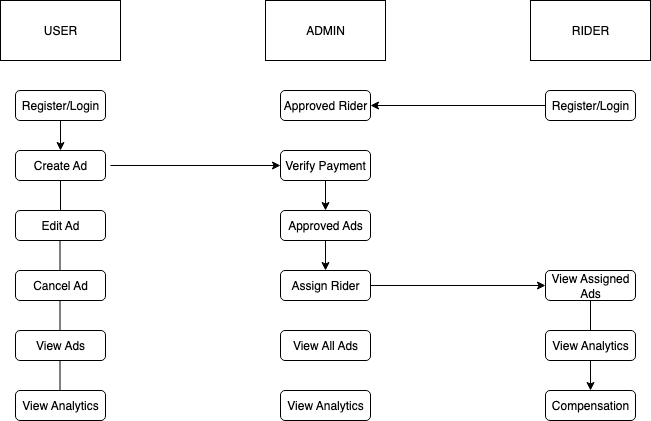 USER
ADMIN
RIDER
Register/Login
Approved Rider
Register/Login
Create Ad
Verify Payment
Edit Ad
Approved Ads
Cancel Ad
Assign Rider
View Assigned
Ads
View Ads
View All Ads
View Analytics
View Analytics
View Analytics
Compensation